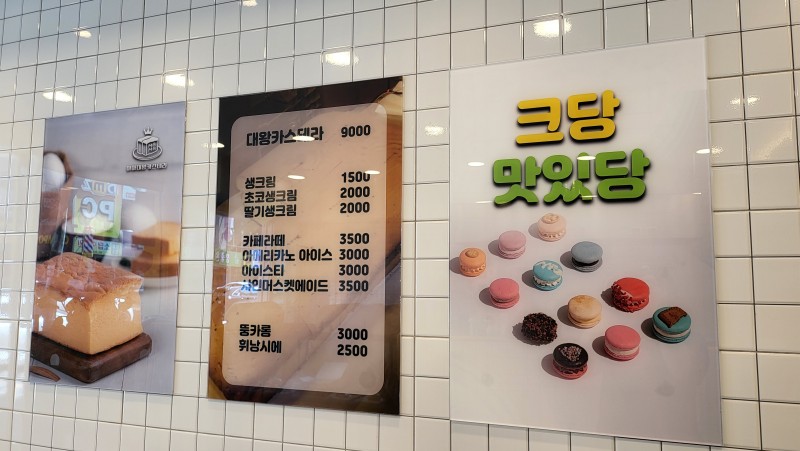 대왕카스테라 9000
생크림 1500
초코생크림 2000
딸기생크림 2000
카페라떼 3500
아메리카노 아이스 3000
아이스티 3000
샤인머스켓에이드 3500
뚱카롱 3000
휘낭시에 2500
크당
맛있당